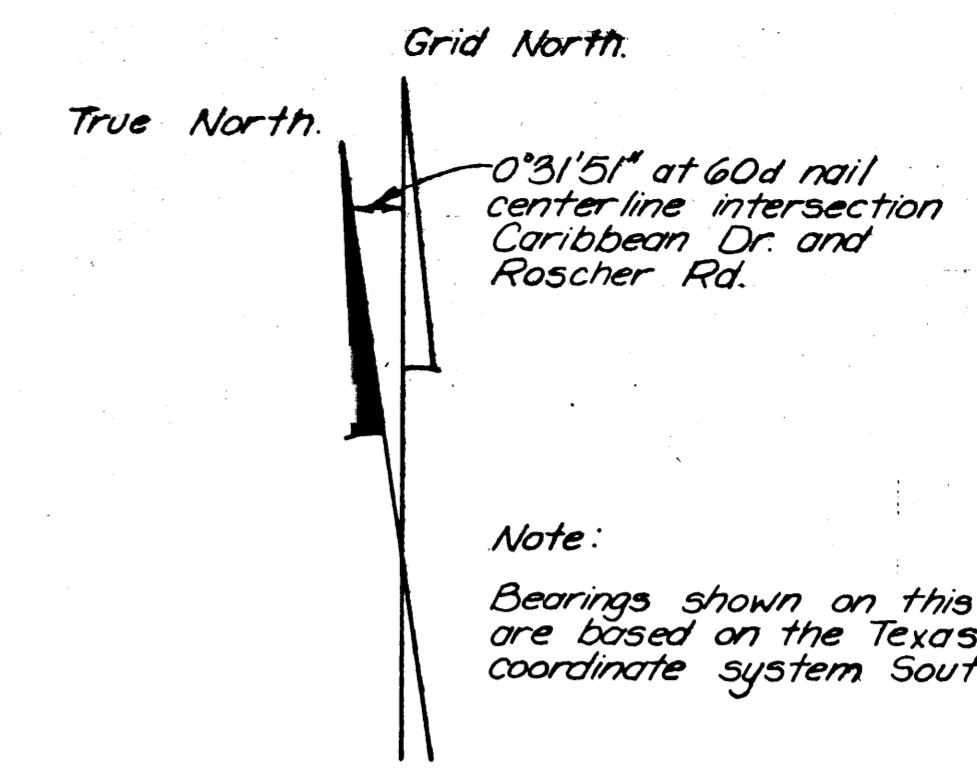 Grid North.
True North.
0°31'51" at 60d nail
centerline intersection
Caribbean Dr. and
Roscher Rd.
Note:
Bearings shown on this
are based on the Texas
coordinate system Sout